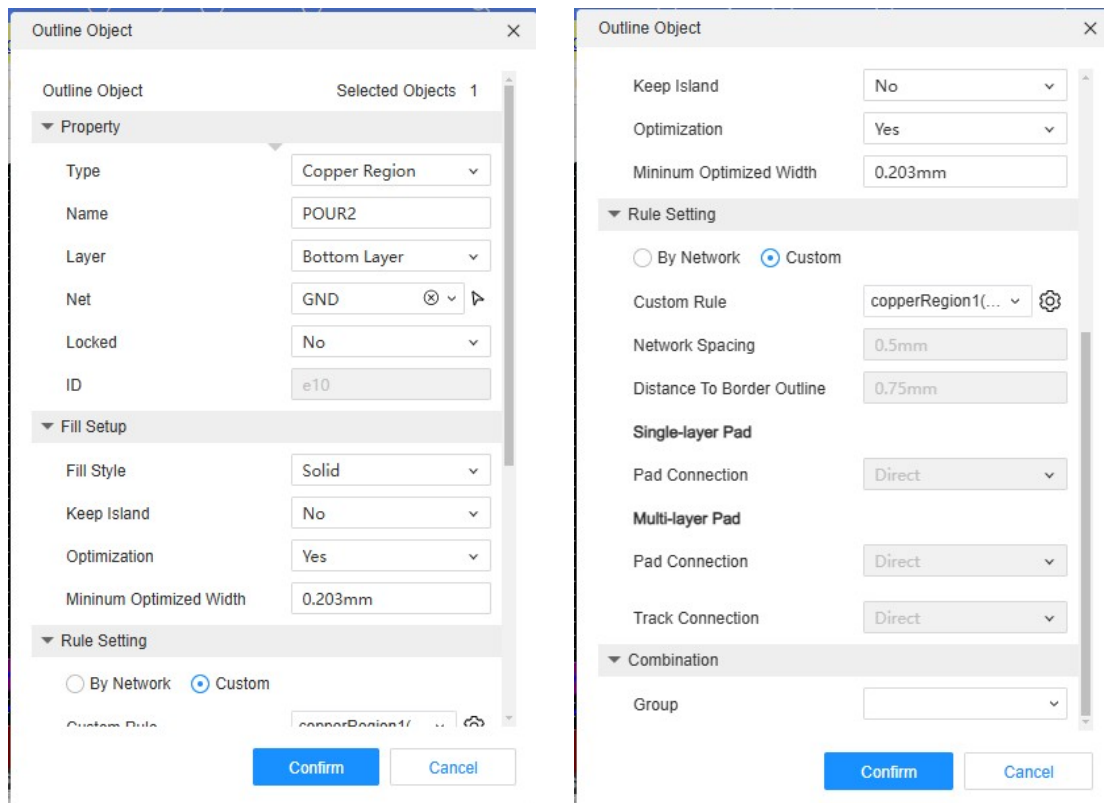 Outline Object
Outline Object Selected Objects 1
Property
Type Copper Region
Name POUR2
Layer Bottom Layer
Net GND
Locked No
ID e10
Fill Setup
Fill Style Solid
Keep Island No
Optimization Yes
Mininum Optimized Width 0.203mm
Rule Setting
By Network Custom
Custom Rule copperRegion1(
Confirm Cancel
Outline Object
Keep Island No
Optimization Yes
Mininum Optimized Width 0.203mm
Rule Setting
By Network Custom
Custom Rule copperRegion1(...
Network Spacing 0.5mm
Distance To Border Outline 0.75mm
Single-layer Pad
Pad Connection Direct
Multi-layer Pad
Pad Connection Direct
Track Connection Direct
Combination
Group
Confirm Cancel